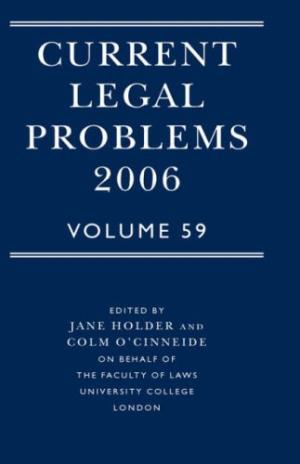 CURRENT
LEGAL
PROBLEMS
2006
VOLUME 59
EDITED BY
JANE HOLDER AND
COLM O'CINNEIDE
ON BEHALF OF
THE FACULTY OF LAWS
UNIVERSITY COLLEGE
LONDON